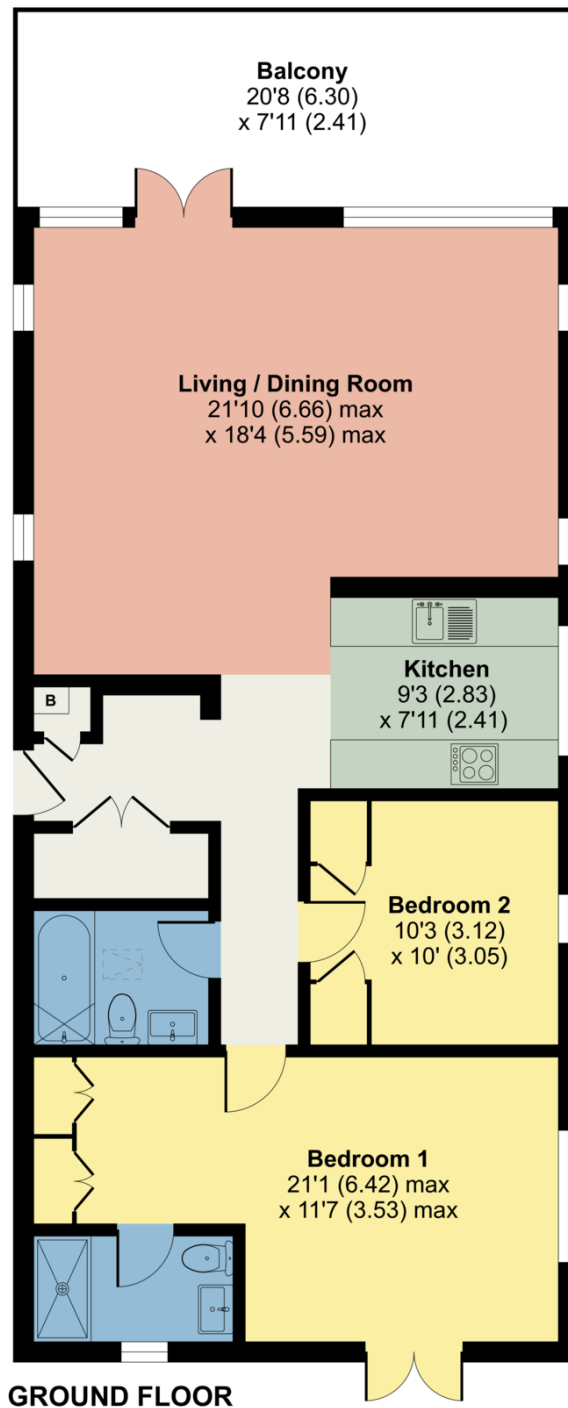 Balcony
20'8 (6.30)
x 7'11 (2.41)
Living / Dining Room
21'10 (6.66) max
x 18'4 (5.59) max
Kitchen
9'3 (2.83)
x 7'11 (2.41)
B
Bedroom 2
10'3 (3.12)
x 10' (3.05)
Bedroom 1
21'1 (6.42) max
x 11'7 (3.53) max
GROUND FLOOR